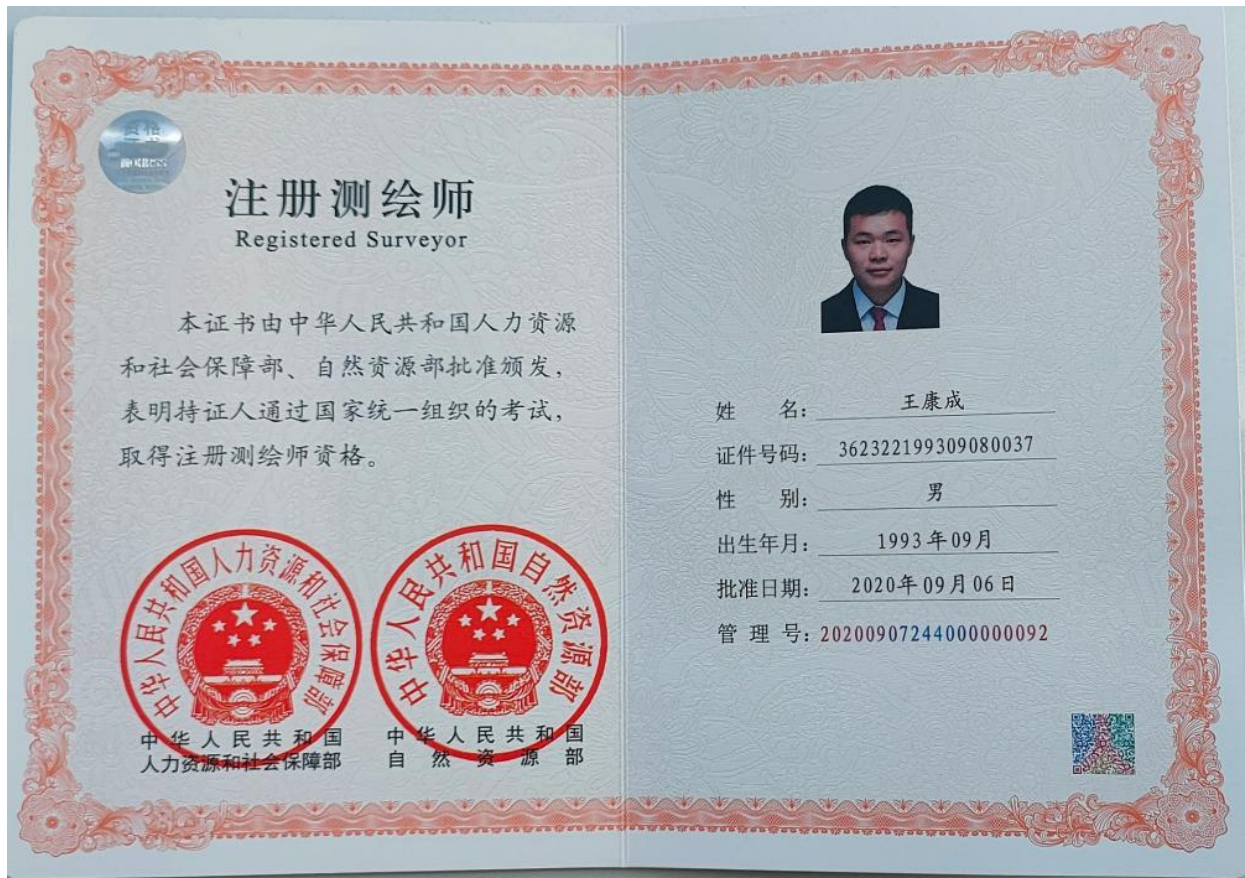 资格
注册测绘师
Registered Surveyor
本证书由中华人民共和国人力资源
和社会保障部、自然资源部批准颁发，
表明持证人通过国家统一组织的考试，
取得注册测绘师资格。
中华人民共和国人力资源和社会保障部
中华人民共和国
人力资源和社会保障部
中华人民共和国自然资源部
中华人民共和国
自然资源部
姓名：王康成
证件号码：362322199309080037
性别：男
出生年月：1993年09月
批准日期：2020年09月06日
管理号：20200907244000000092